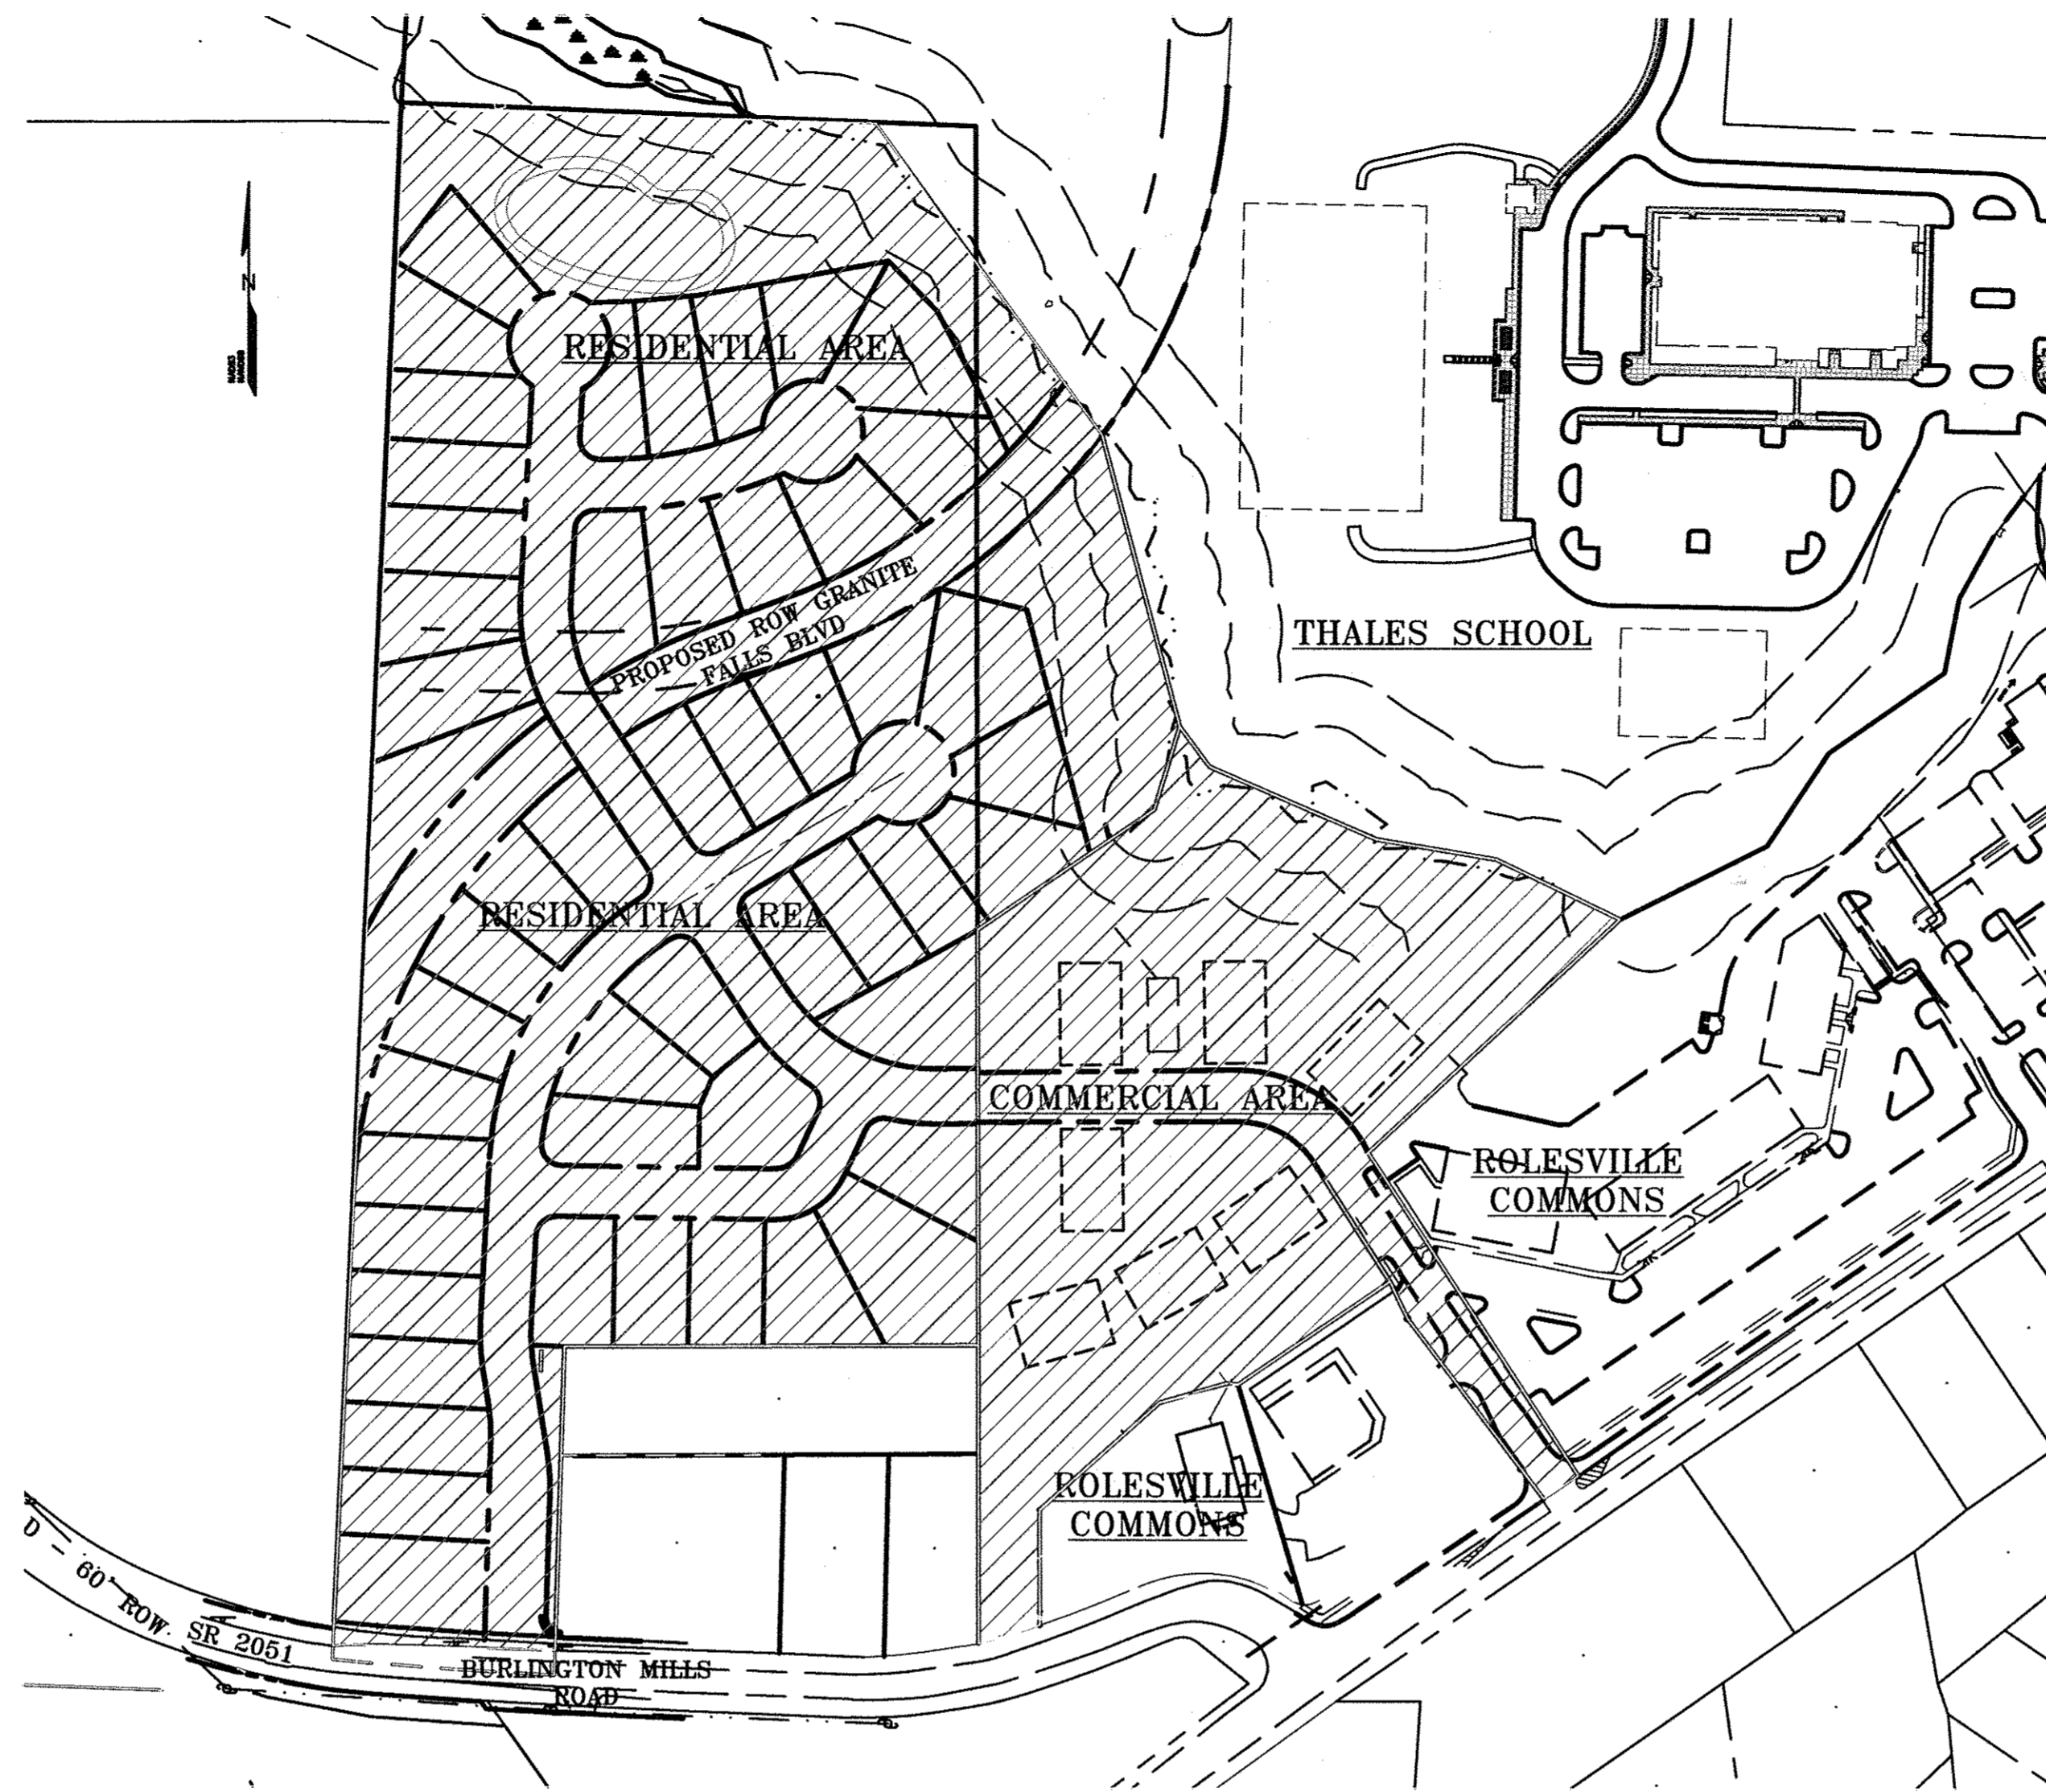 N
RESIDENTIAL AREA
PROPOSED ROW GRANITE
FALLS BLVD
THALES SCHOOL
RESIDENTIAL AREA
COMMERCIAL AREA
ROLESVILLE
COMMONS
ROLESVILLE
COMMONS
D - 60' ROW
SR 2051
BURLINGTON MILLS
ROAD